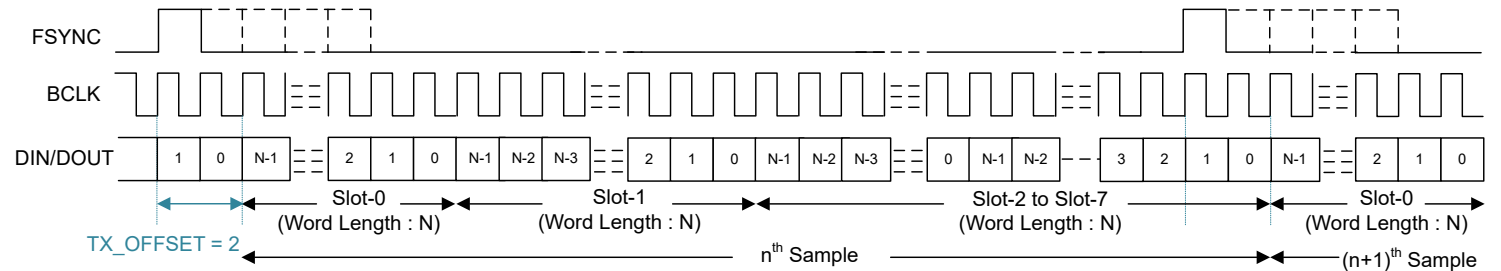 FSYNC
BCLK
DIN/DOUT 1 0 N-1 2 1 0 N-1 N-2 N-3 2 1 0 N-1 N-2 N-3 0 N-1 N-2 3 2 1 0 N-1 2 1 0
Slot-0 Slot-1 Slot-2 to Slot-7 Slot-0
(Word Length : N) (Word Length : N) (Word Length : N) (Word Length : N)
TX_OFFSET = 2 nth Sample (n+1)th Sample